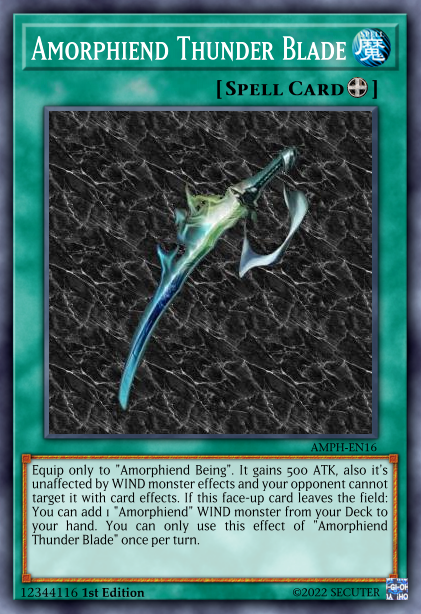 AMORPHIEND THUNDER BLADE 魔
[SPELL CARD]
AMPH-EN16
Equip only to "Amorphiend Being". It gains 500 ATK, also it's
unaffected by WIND monster effects and your opponent cannot
target it with card effects. If this face-up card leaves the field:
You can add 1 "Amorphiend" WIND monster from your Deck to
your hand. You can only use this effect of "Amorphiend
Thunder Blade" once per turn.
12344116 1st Edition
©2022 SECUTER